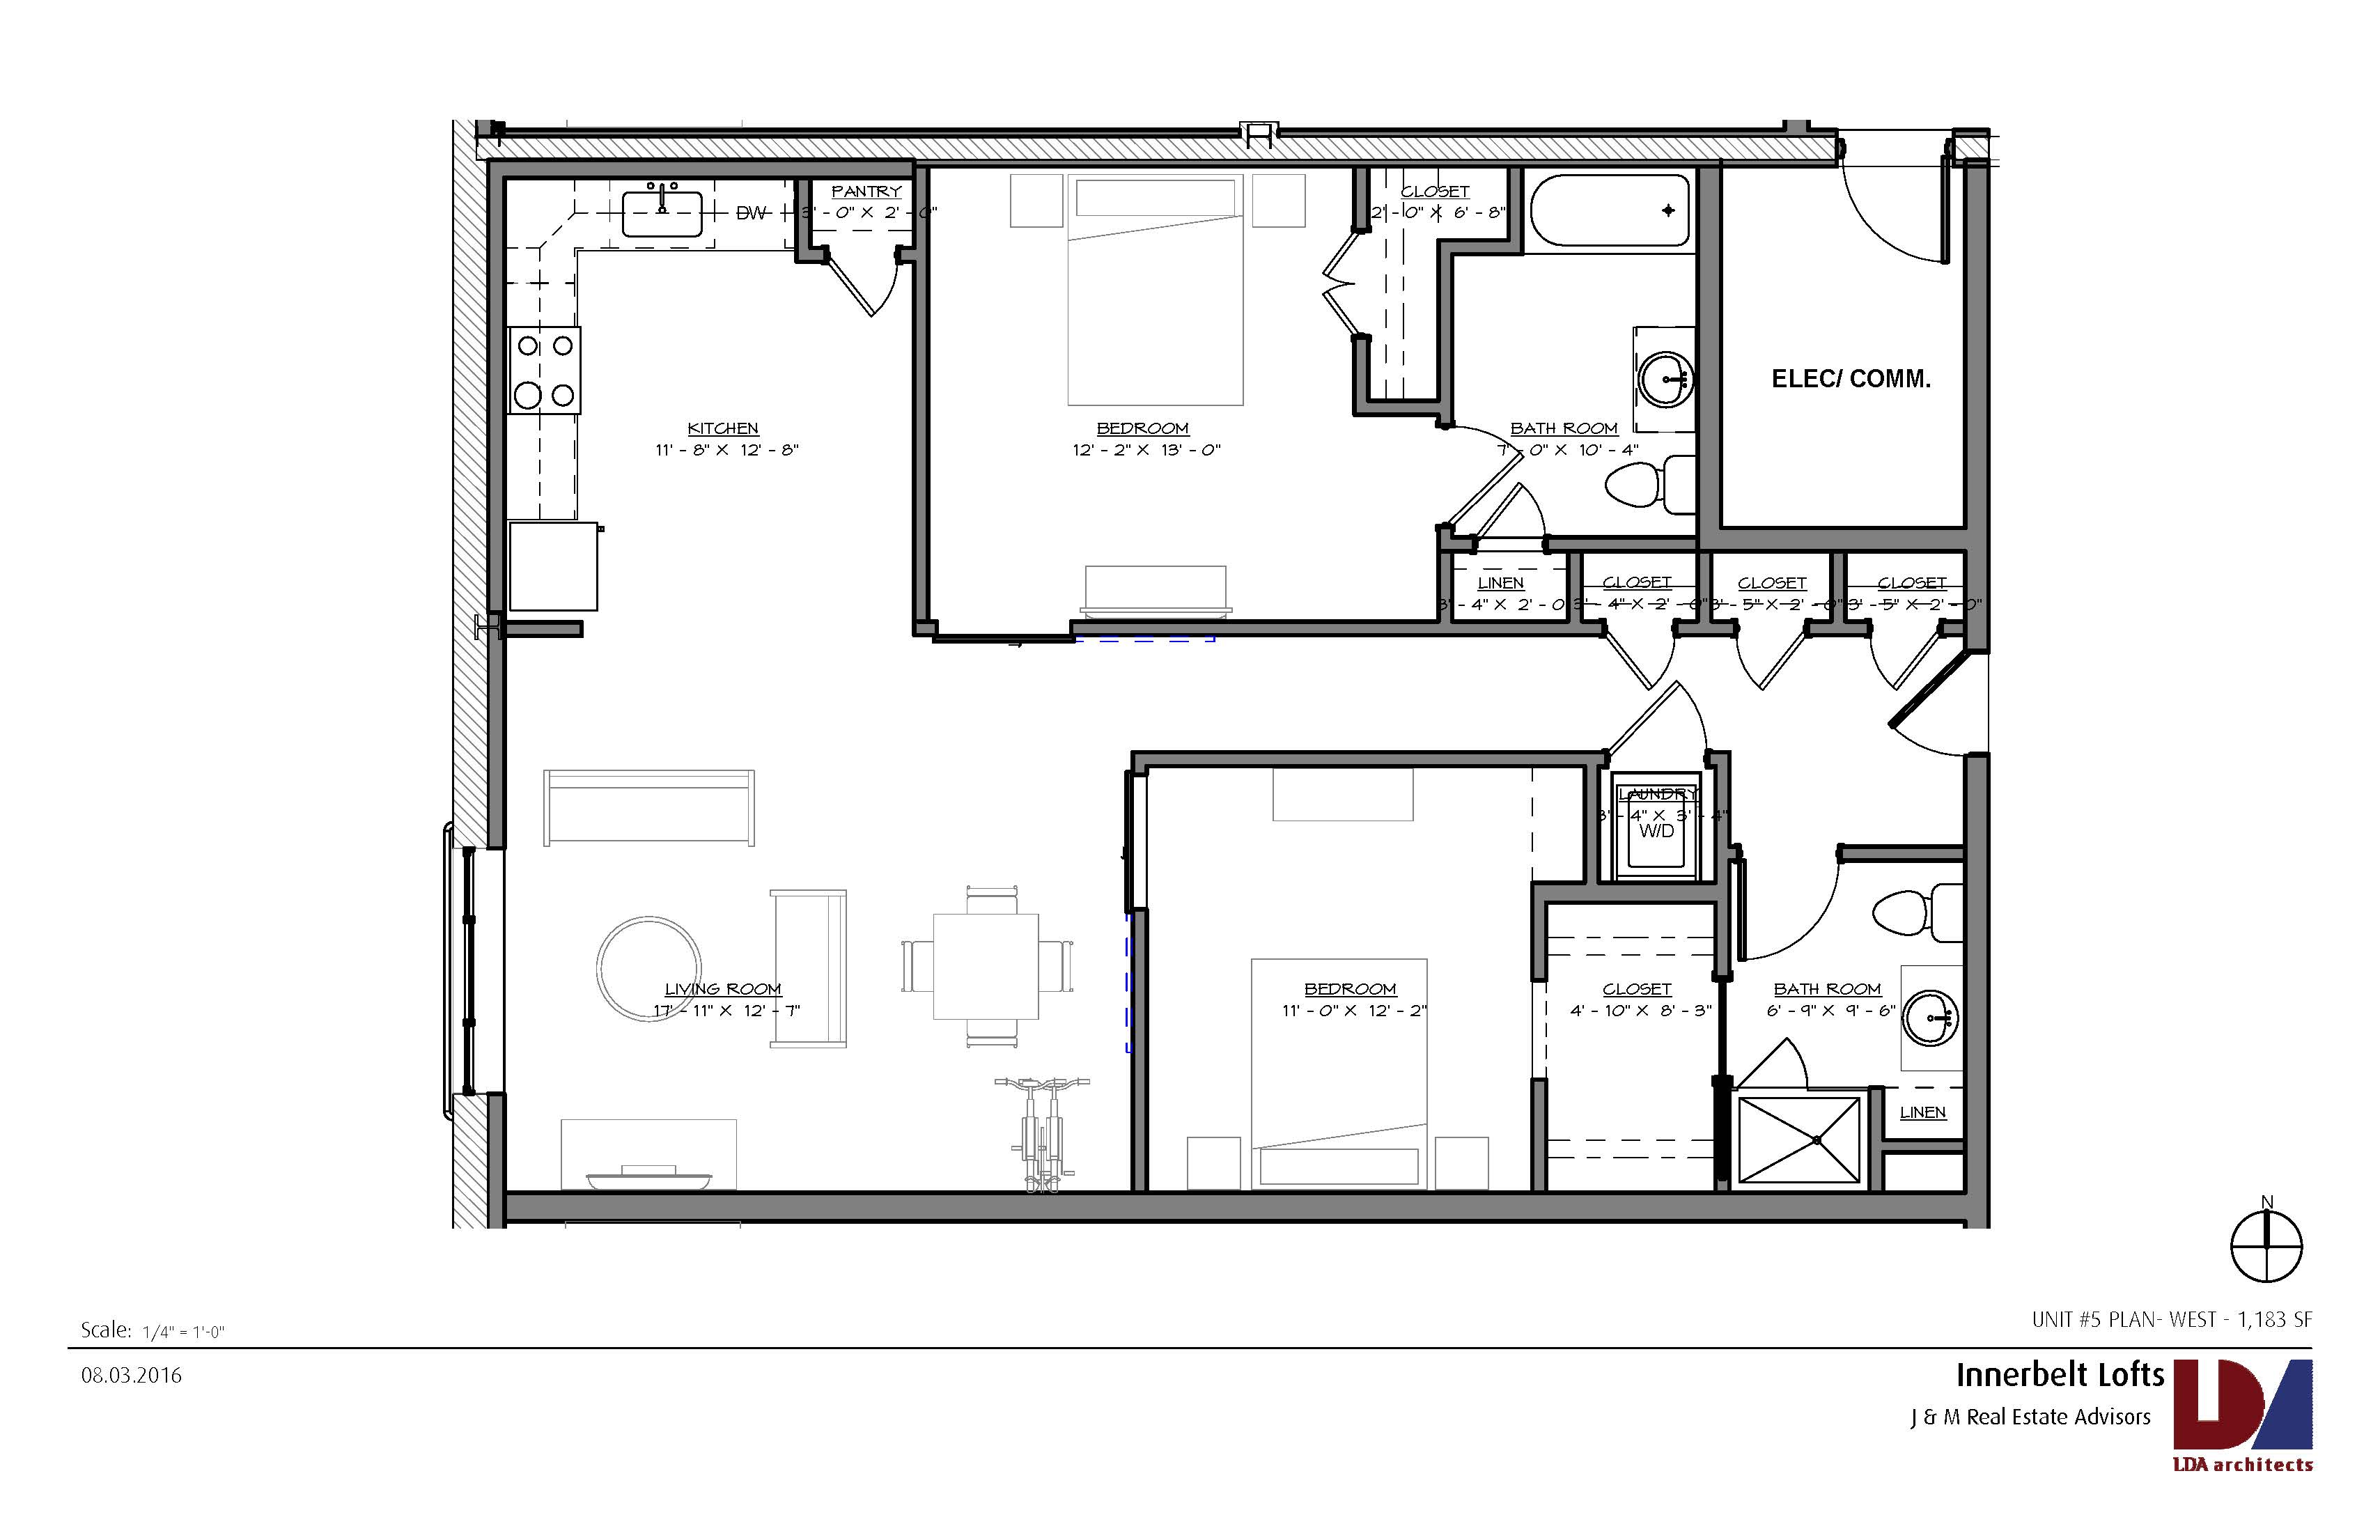 PANTRY
3' - 0" X 2' - 0"
DW
CLOSET
2' - 0" X 6' - 8"
ELEC/ COMM.
KITCHEN
11' - 8" X 12' - 8"
BEDROOM
12' - 2" X 13' - 0"
BATH ROOM
7' - 0" X 10' - 4"
LINEN
3' - 4" X 2' - 0
CLOSET
3' - 4" X 2' - 0"
CLOSET
3' - 5" X 2' - 0"
CLOSET
3' - 5" X 2' - 0"
LAUNDRY
3' - 4" X 3' - 4"
W/D
LIVING ROOM
17' - 11" X 12' - 7"
BEDROOM
11' - 0" X 12' - 2"
CLOSET
4' - 10" X 8' - 3"
BATH ROOM
6' - 9" X 9' - 6"
LINEN
N
Scale: 1/4" = 1'-0"
UNIT #5 PLAN- WEST - 1,183 SF
08.03.2016
Innerbelt Lofts
J & M Real Estate Advisors
LDA architects